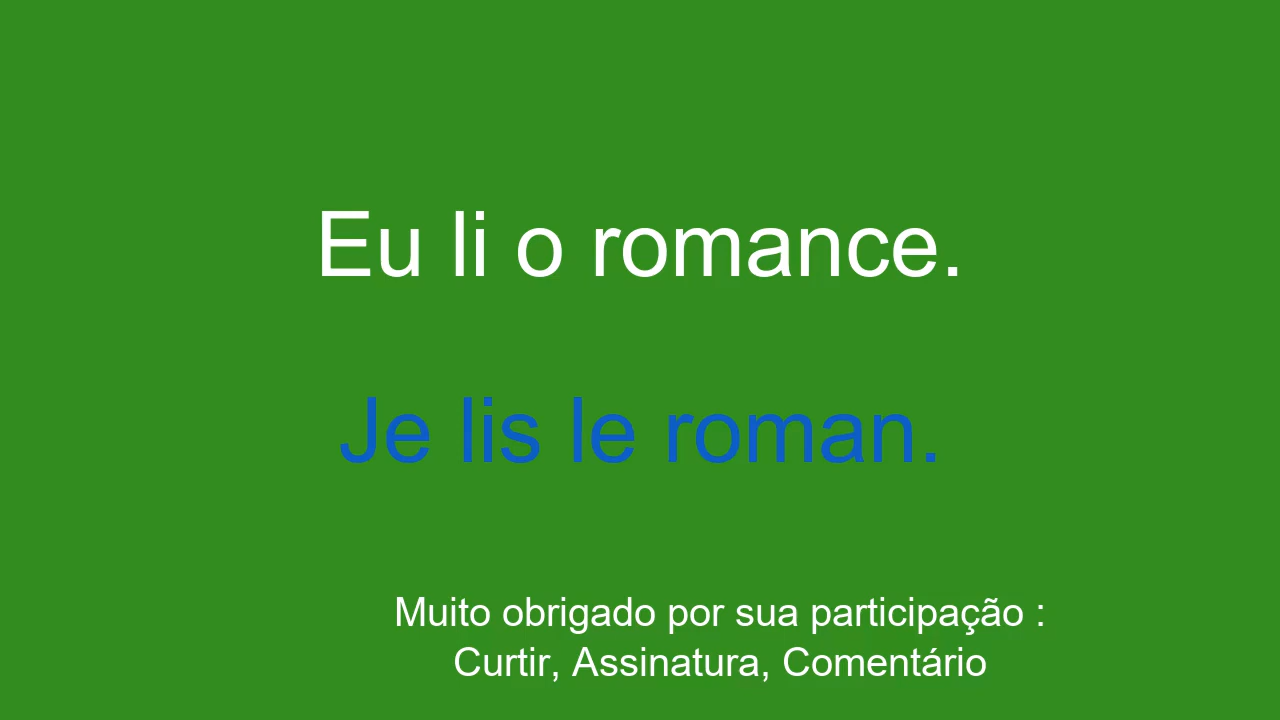 Eu li o romance.
Je lis le roman.
Muito obrigado por sua participação :
Curtir, Assinatura, Comentário